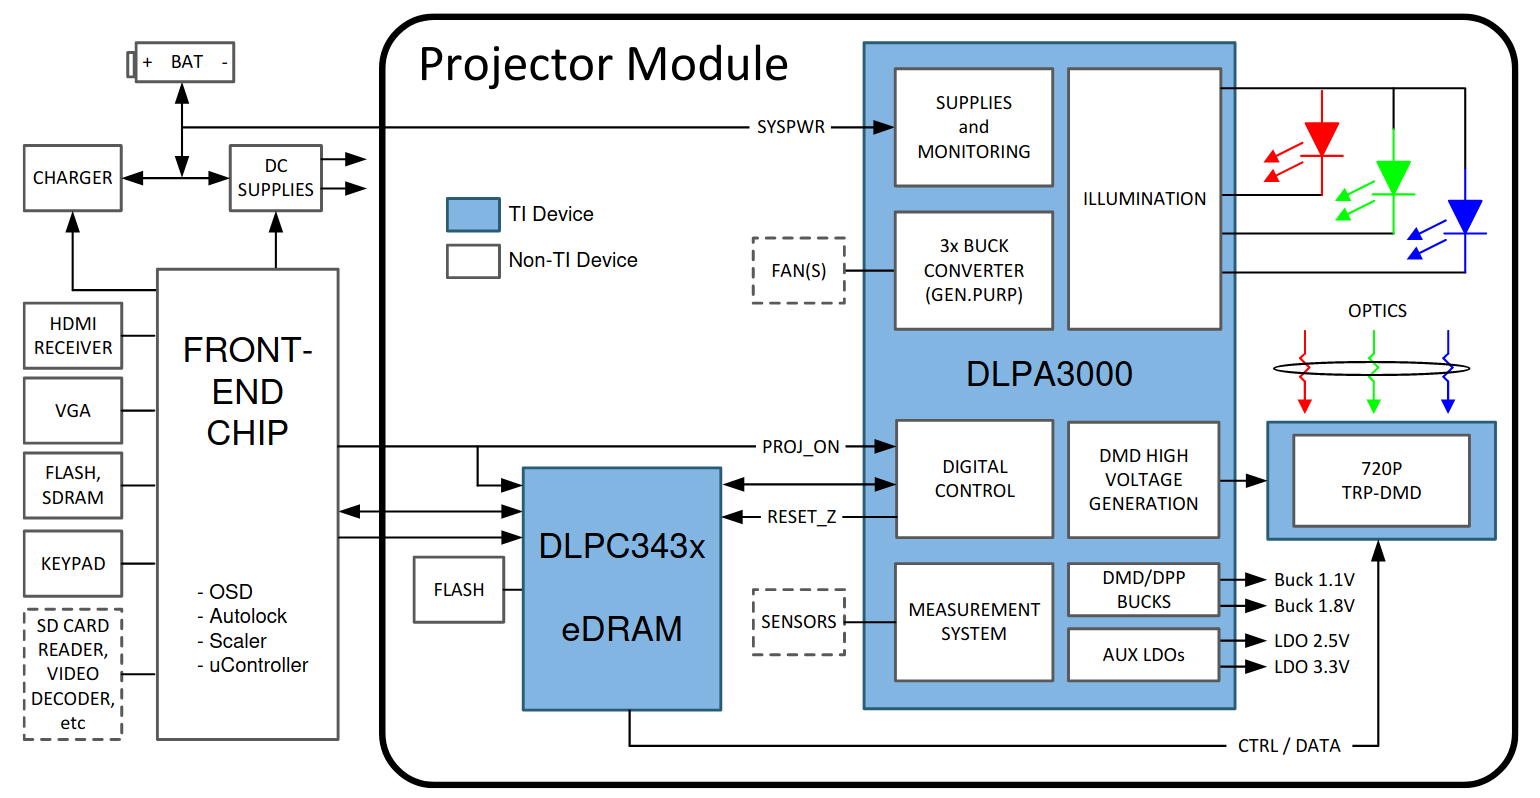 Projector Module
+ BAT -
SYSPWR
CHARGER
DC
SUPPLIES
TI Device
Non-TI Device
SUPPLIES
and
MONITORING
ILLUMINATION
FAN(S)
3x BUCK
CONVERTER
(GEN.PURP)
HDMI
RECEIVER
VGA
FLASH,
SDRAM
KEYPAD
SD CARD
READER,
VIDEO
DECODER,
etc
FRONT-
END
CHIP
- OSD
- Autolock
- Scaler
- uController
OPTICS
DLPA3000
PROJ_ON
RESET_Z
DLPC343x
eDRAM
FLASH
SENSORS
DIGITAL
CONTROL
DMD HIGH
VOLTAGE
GENERATION
720P
TRP-DMD
MEASUREMENT
SYSTEM
DMD/DPP
BUCKS
AUX LDOs
Buck 1.1V
Buck 1.8V
LDO 2.5V
LDO 3.3V
CTRL / DATA